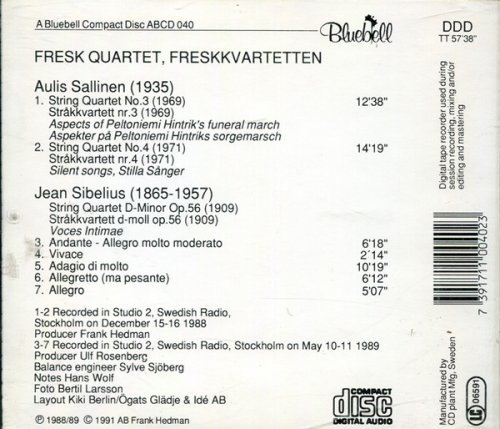 A Bluebell Compact Disc ABCD 040
Bluebell
DDD
TT 57'38"
FRESK QUARTET, FRESKKVARTETTEN
Aulis Sallinen (1935)
1. String Quartet No.3 (1969) 12'38"
Stråkkvartett nr.3 (1969)
Aspects of Peltoniemi Hintrik's funeral march
Aspekter på Peltoniemi Hintriks sorgemarsch
2. String Quartet No.4 (1971) 14'19"
Stråkkvartett nr.4 (1971)
Silent songs, Stilla Sånger
Jean Sibelius (1865-1957)
String Quartet D-Minor Op.56 (1909)
Stråkkvartett d-moll op.56 (1909)
Voces Intimae
3. Andante - Allegro molto moderato 6'18"
4. Vivace 2´14"
5. Adagio di molto 10'19"
6. Allegretto (ma pesante) 6'12"
7. Allegro 5'07"
1-2 Recorded in Studio 2, Swedish Radio,
Stockholm on December 15-16 1988
Producer Frank Hedman
3-7 Recorded in Studio 2, Swedish Radio, Stockholm on May 10-11 1989
Producer Ulf Rosenberg
Balance engineer Sylve Sjöberg
Notes Hans Wolf
Foto Bertil Larsson
Layout Kiki Berlin/Ögats Glädje & Idé AB
℗ 1988/89 © 1991 AB Frank Hedman
COMPACT
disc
DIGITAL AUDIO
Digital tape recorder used during
session recording, mixing and/or
editing and mastering
7 391711 004023
Manufactured by
CD plant Mfg, Sweden
LC 06591